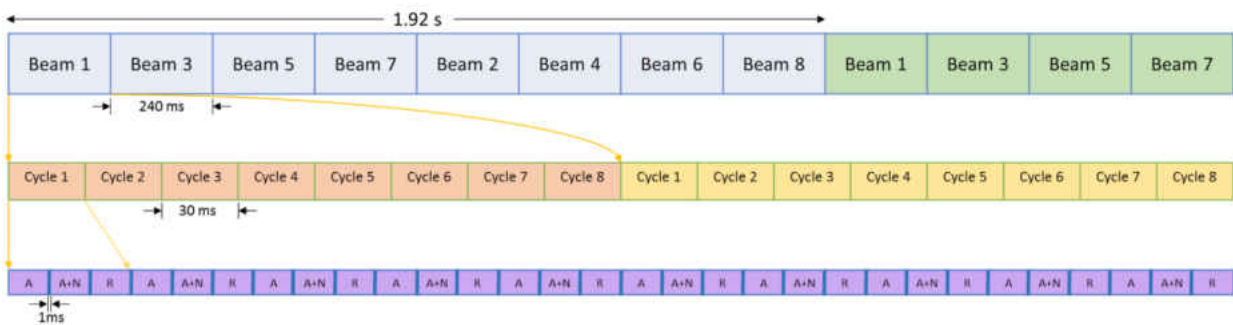 1.92 s
Beam 1 Beam 3 Beam 5 Beam 7 Beam 2 Beam 4 Beam 6 Beam 8 Beam 1 Beam 3 Beam 5 Beam 7
240 ms
Cycle 1 Cycle 2 Cycle 3 Cycle 4 Cycle 5 Cycle 6 Cycle 7 Cycle 8 Cycle 1 Cycle 2 Cycle 3 Cycle 4 Cycle 5 Cycle 6 Cycle 7 Cycle 8
30 ms
A A+N R A A+N R A A+N R A A+N R A A+N R A A+N R A A+N R A A+N R A A+N R A A+N R
1ms